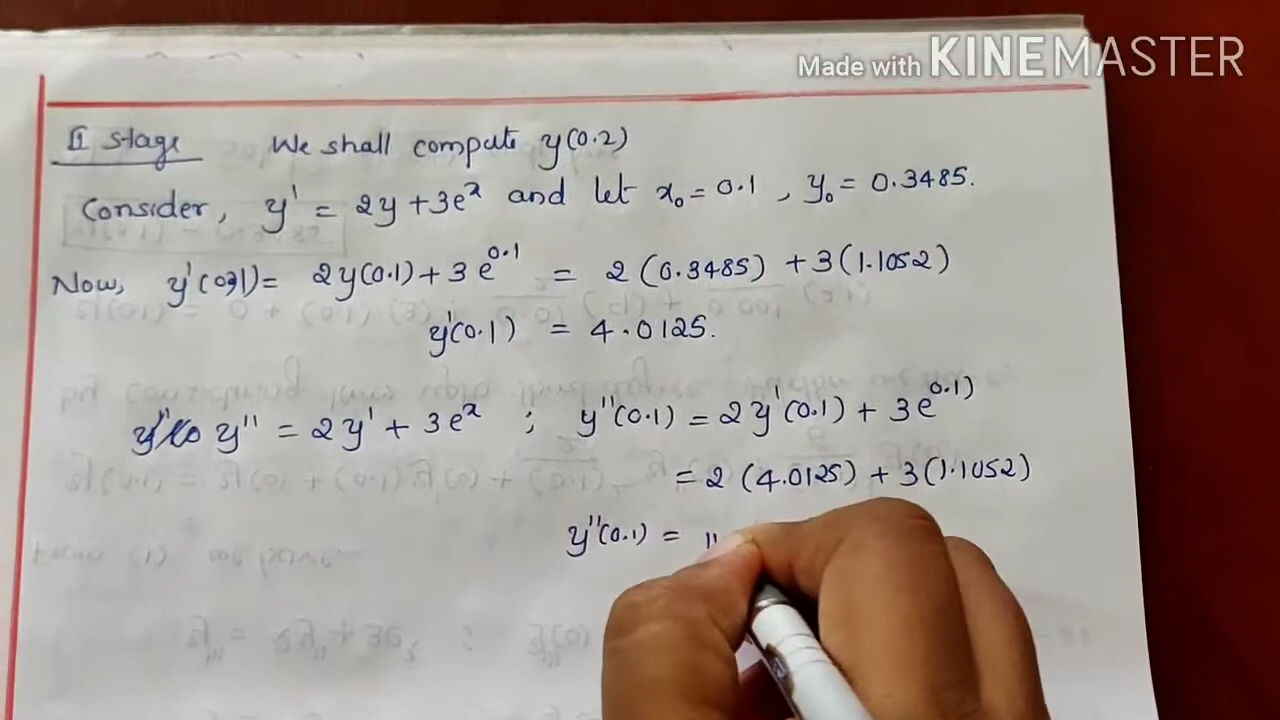 Made with KINEMASTER
II stage We shall compute y(0.2)
Consider, y' = 2y + 3e^x and let x₀ = 0.1 , y₀ = 0.3485.
Now, y'(0.1) = 2y(0.1) + 3e^0.1 = 2(0.3485) + 3(1.1052)
y'(0.1) = 4.0125.
y'' = 2y' + 3e^x ; y''(0.1) = 2y'(0.1) + 3e^0.1)
= 2(4.0125) + 3(1.1052)
y''(0.1) = 11